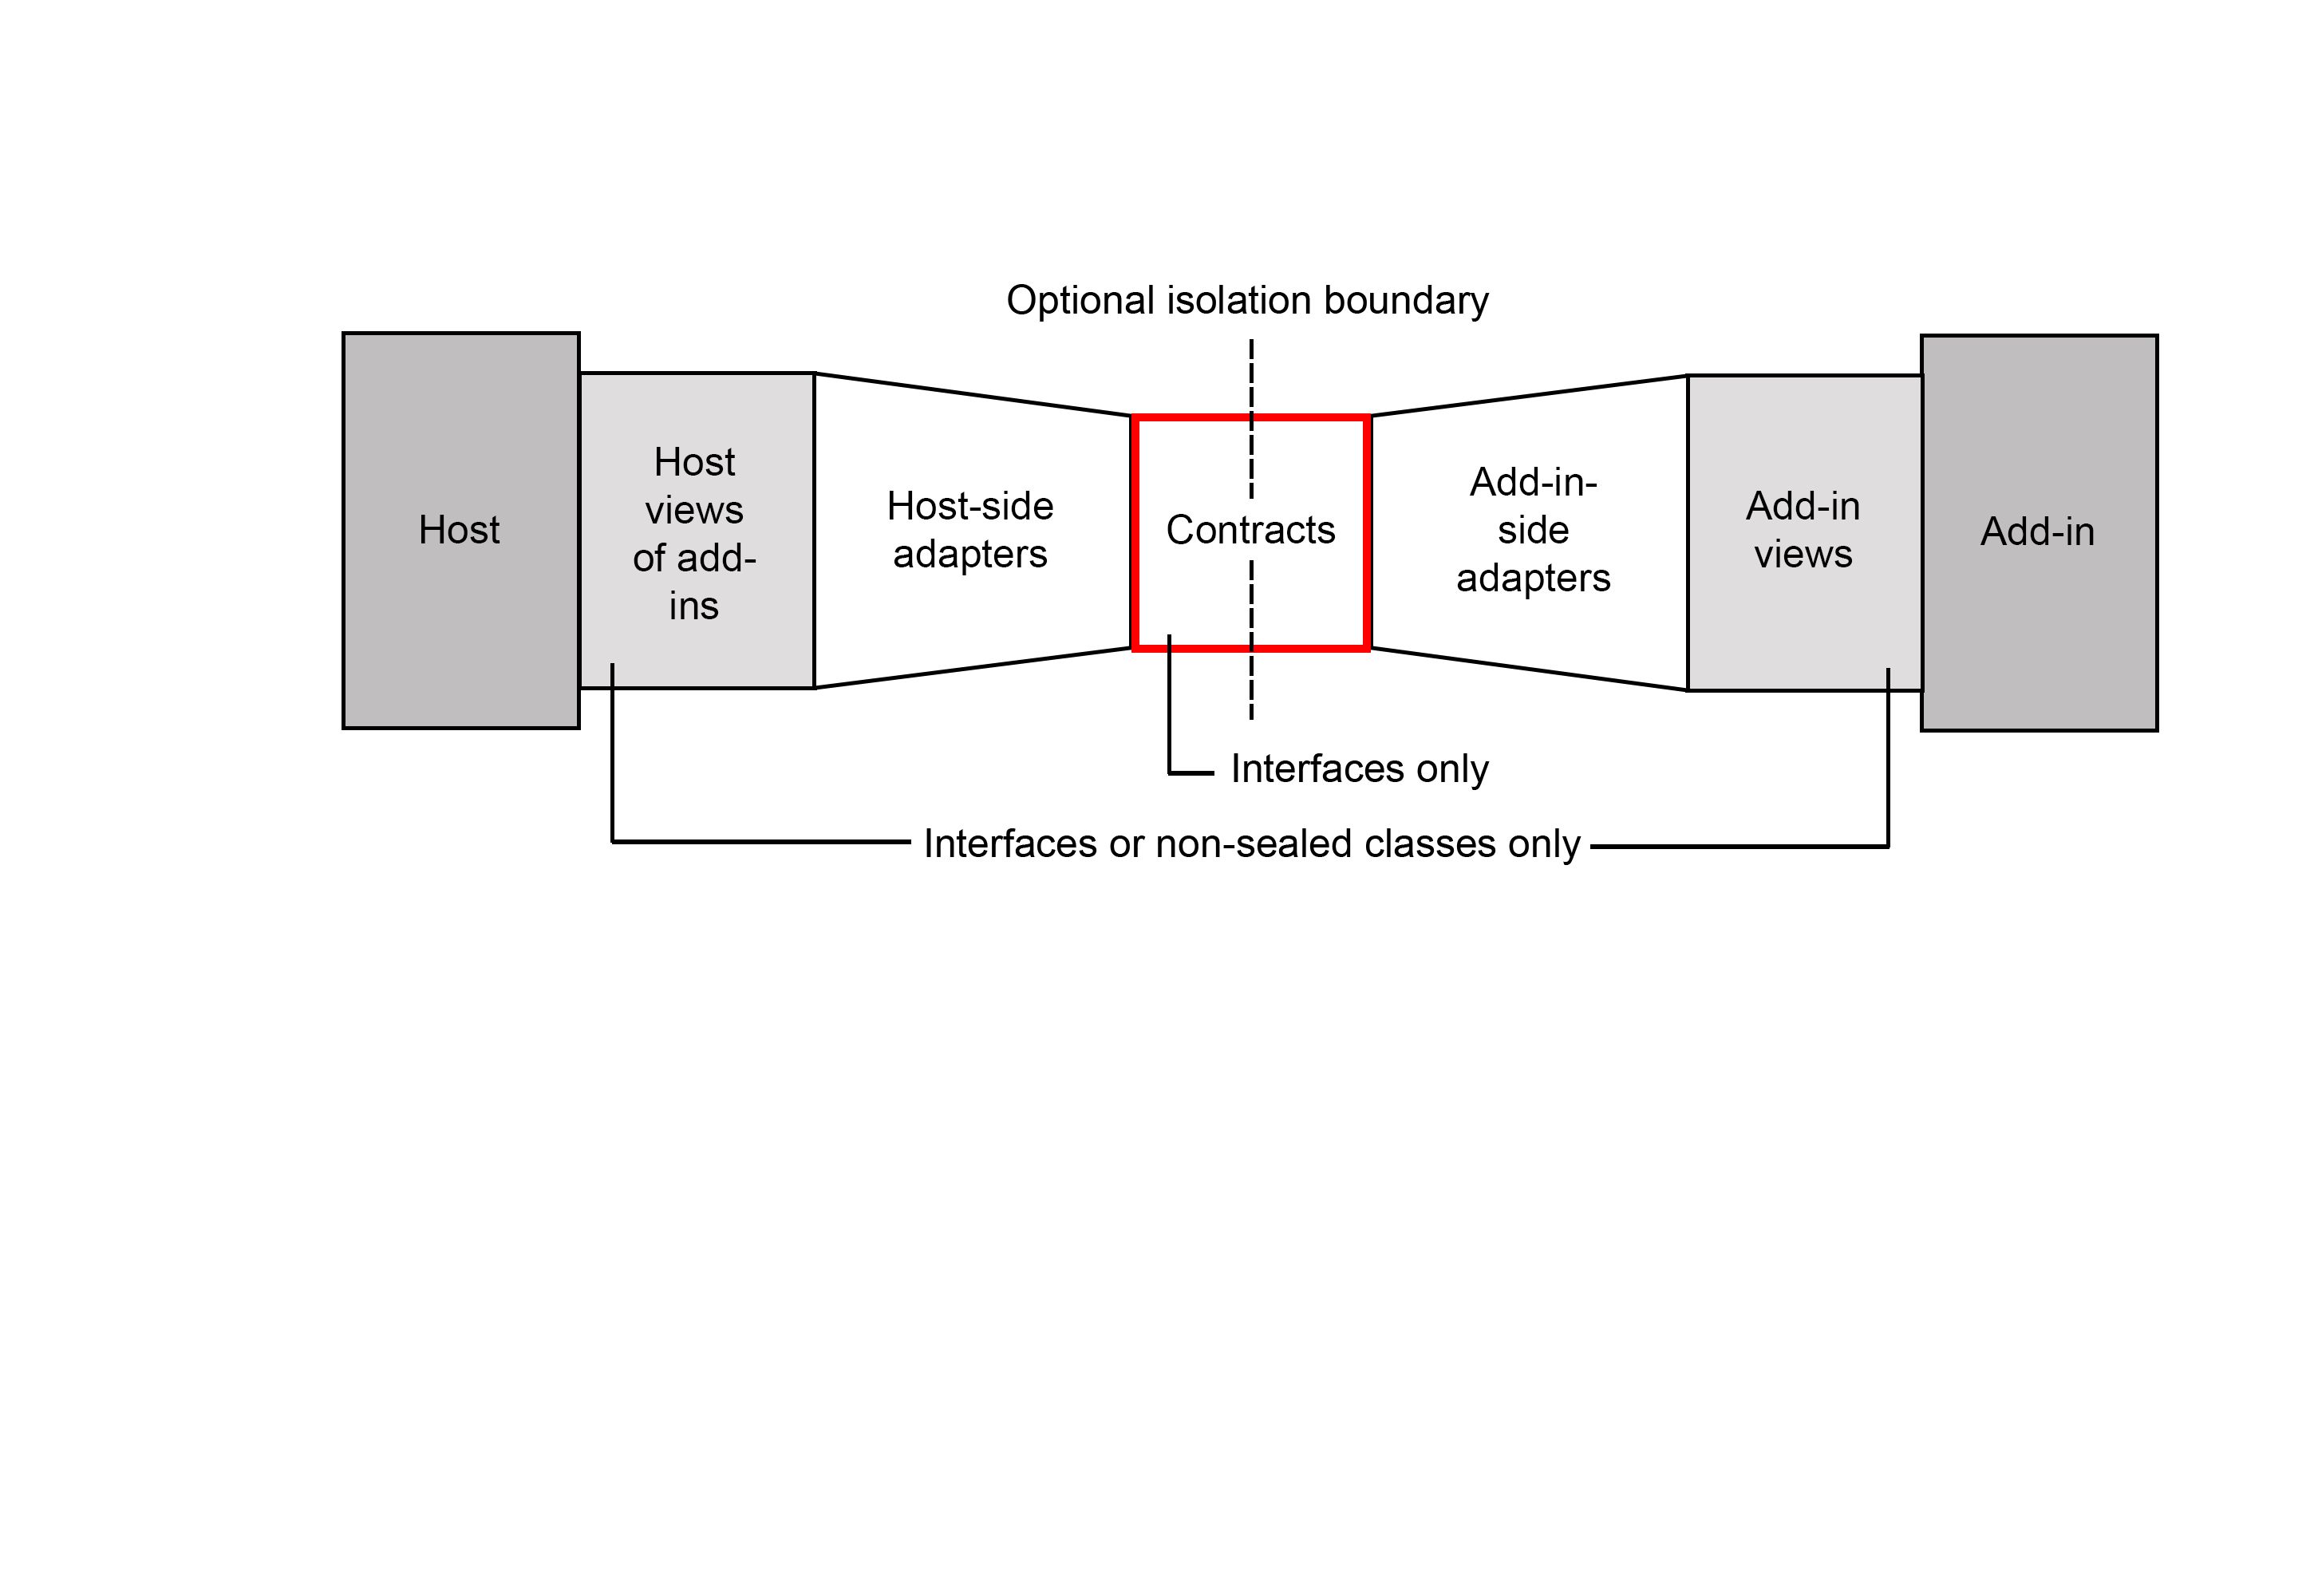 Optional isolation boundary
Host
Host
views
of add-
ins
Host-side
adapters
Contracts
Add-in-
side
adapters
Add-in
views
Add-in
Interfaces only
Interfaces or non-sealed classes only